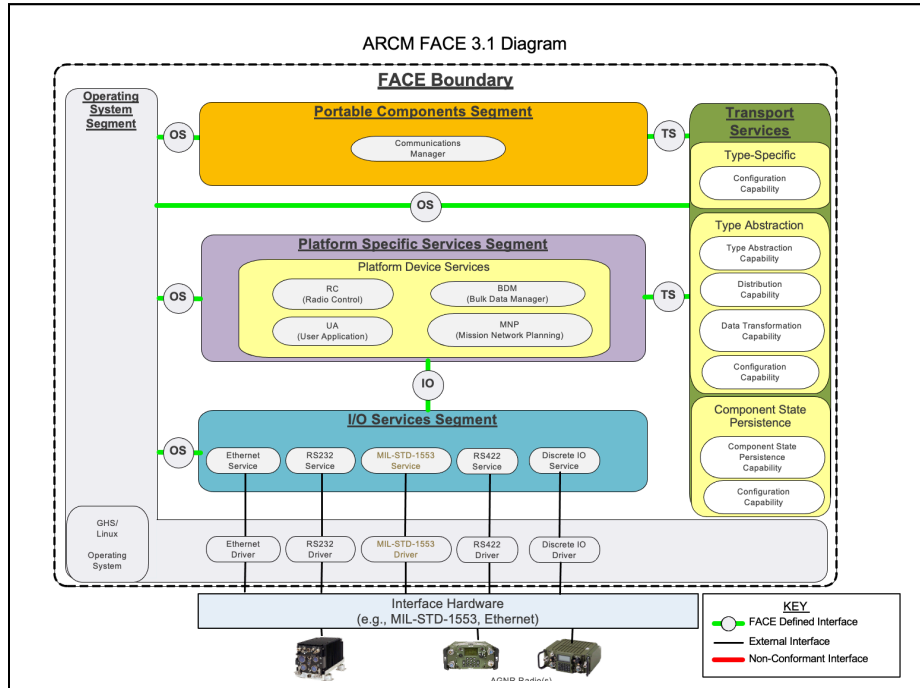 ARCM FACE 3.1 Diagram
FACE Boundary
Operating
System
Segment
Portable Components Segment
Communications
Manager
OS
TS
Transport
Services
Type-Specific
Configuration
Capability
OS
Type Abstraction
Type Abstraction
Capability
Distribution
Capability
Data Transformation
Capability
Configuration
Capability
Platform Specific Services Segment
Platform Device Services
RC
(Radio Control)
BDM
(Bulk Data Manager)
UA
(User Application)
MNP
(Mission Network Planning)
OS
TS
IO
I/O Services Segment
OS
Ethernet
Service
RS232
Service
MIL-STD-1553
Service
RS422
Service
Discrete IO
Service
Component State
Persistence
Component State
Persistence
Capability
Configuration
Capability
GHS/
Linux
Operating
System
Ethernet
Driver
RS232
Driver
MIL-STD-1553
Driver
RS422
Driver
Discrete IO
Driver
Interface Hardware
(e.g., MIL-STD-1553, Ethernet)
KEY
FACE Defined Interface
External Interface
Non-Conformant Interface